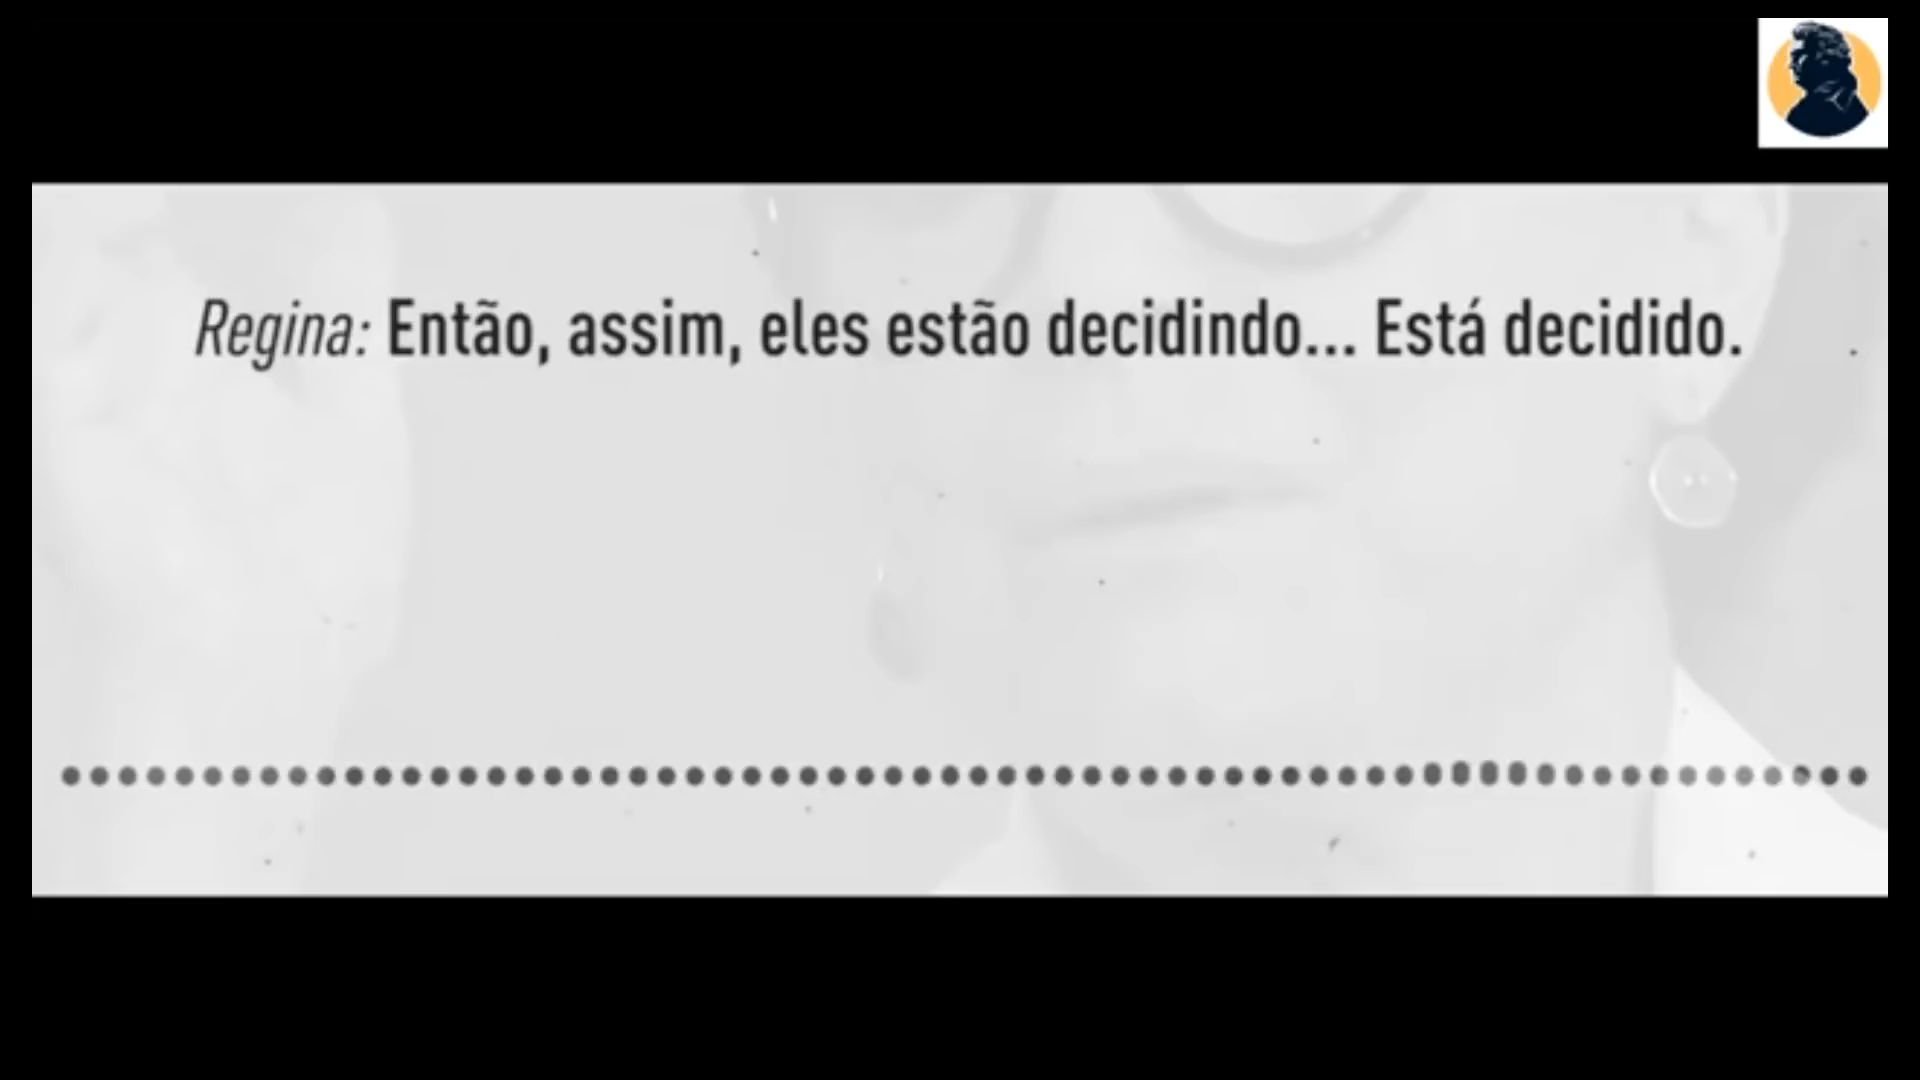 Regina: Então, assim, eles estão decidindo... Está decidido.